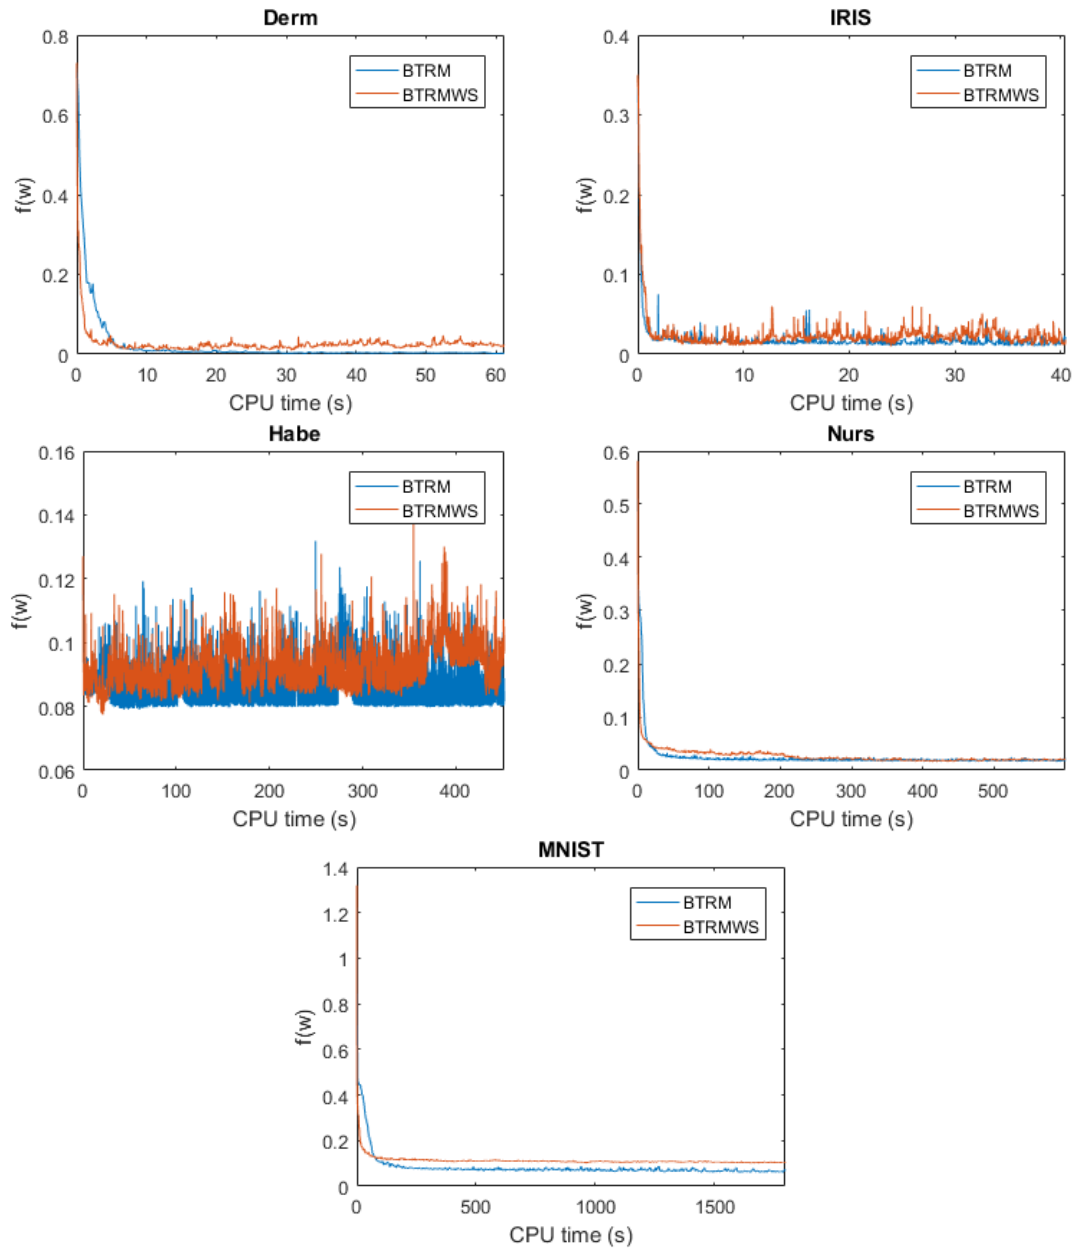 Derm
0.8
0.6
0.4
0.2
0
f(w)
BTRM
BTRMWS
0 10 20 30 40 50 60
CPU time (s)
IRIS
0.4
0.3
0.2
0.1
0
f(w)
BTRM
BTRMWS
0 10 20 30 40
CPU time (s)
Habe
0.16
0.14
0.12
0.1
0.08
0.06
f(w)
BTRM
BTRMWS
0 100 200 300 400
CPU time (s)
Nurs
0.6
0.5
0.4
0.3
0.2
0.1
0
f(w)
BTRM
BTRMWS
0 100 200 300 400 500
CPU time (s)
MNIST
1.4
1.2
1
0.8
0.6
0.4
0.2
0
f(w)
BTRM
BTRMWS
0 500 1000 1500
CPU time (s)